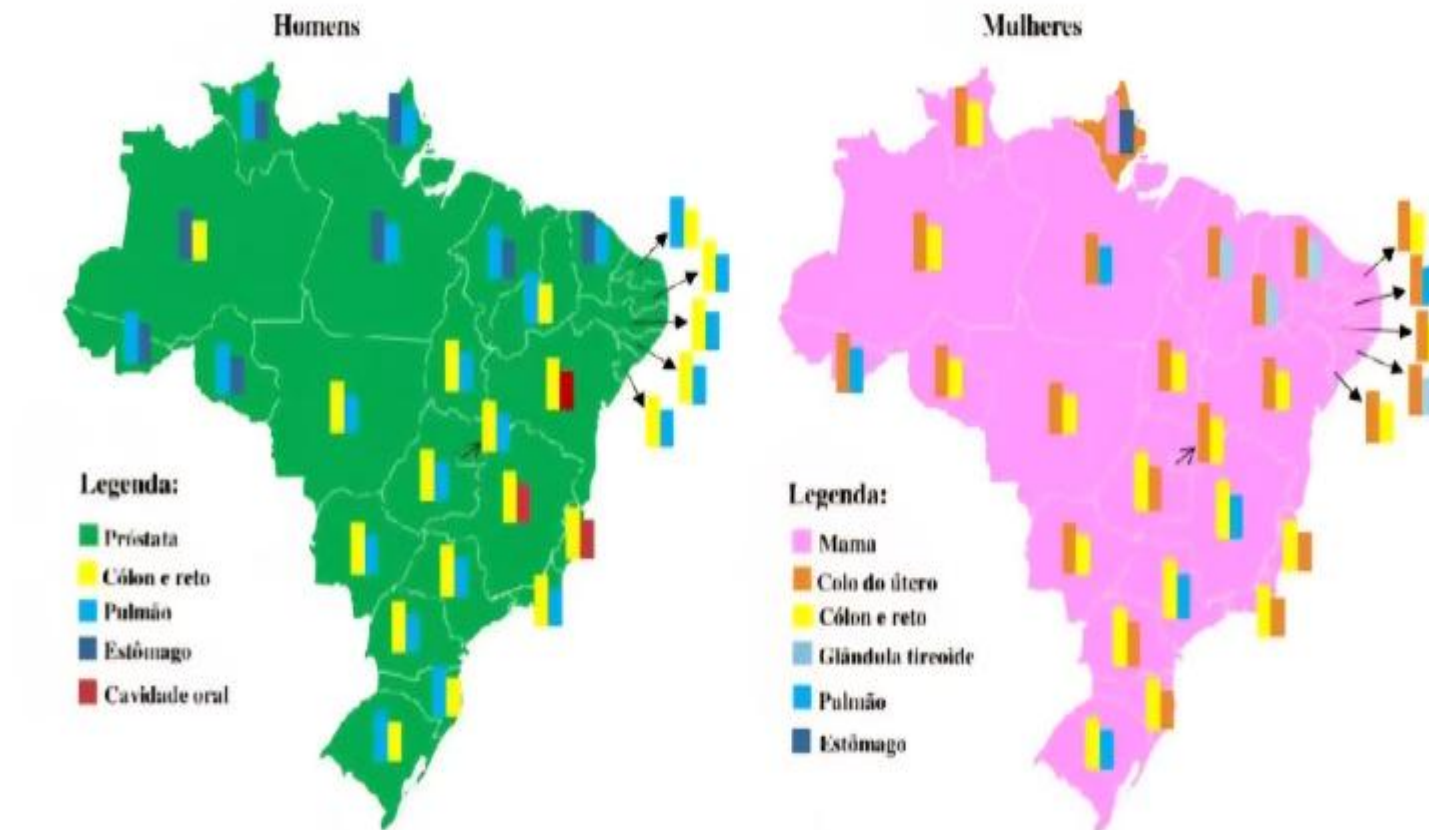 Homens
Legenda:
Próstata
Cólon e reto
Pulmão
Estômago
Cavidade oral
Mulheres
Legenda:
Mama
Colo do útero
Cólon e reto
Glândula tireoide
Pulmão
Estômago